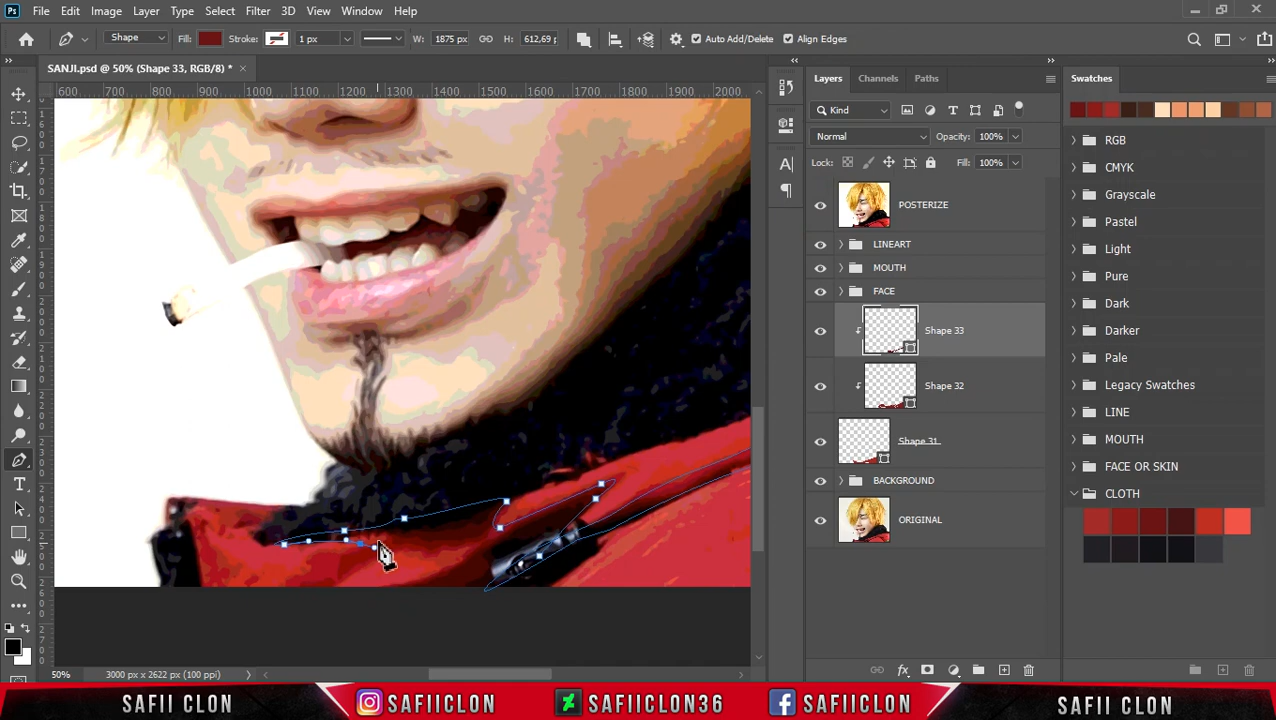 Ps File Edit Image Layer Type Select Filter 3D View Window Help
Shape Fill: Stroke: 1 px W: 1875 px H: 612,69 p Auto Add/Delete Align Edges
SANJI.psd @ 50% (Shape 33, RGB/8) *
600 700 800 900 1000 1100 1200 1300 1400 1500 1600 1700 1800 1900 2000
Layers Channels Paths
Kind
Normal Opacity: 100%
Lock: Fill: 100%
POSTERIZE
LINEART
MOUTH
FACE
Shape 33
Shape 32
Shape 31
BACKGROUND
ORIGINAL
Swatches
RGB
CMYK
Grayscale
Pastel
Light
Pure
Dark
Darker
Pale
Legacy Swatches
LINE
MOUTH
FACE OR SKIN
CLOTH
50% 3000 px x 2622 px (100 ppi)
SAFII CLON SAFIICLON SAFIICLON36 SAFIICLON SAFII CLON